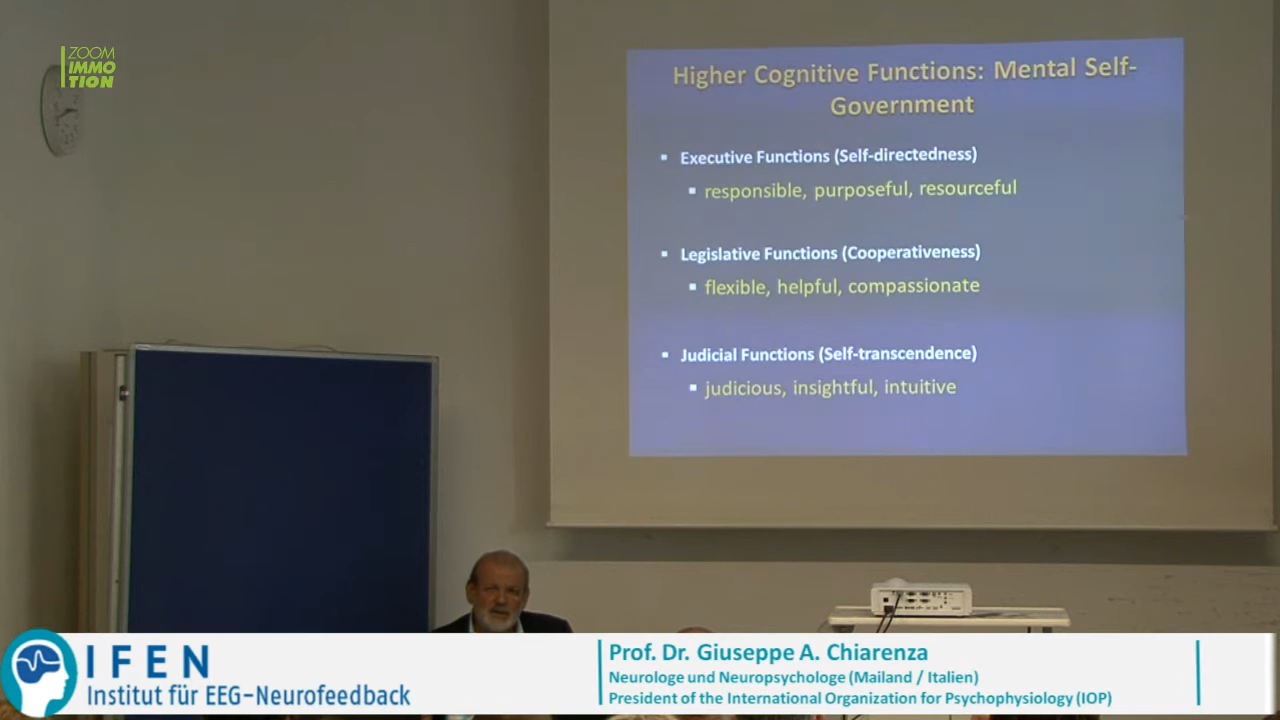 ZOOM
IMMO
TION
Higher Cognitive Functions: Mental Self-
Government
▪ Executive Functions (Self-directedness)
▪ responsible, purposeful, resourceful
▪ Legislative Functions (Cooperativeness)
▪ flexible, helpful, compassionate
▪ Judicial Functions (Self-transcendence)
▪ judicious, insightful, intuitive
IFEN
Institut für EEG-Neurofeedback
Prof. Dr. Giuseppe A. Chiarenza
Neurologe und Neuropsychologe (Mailand / Italien)
President of the International Organization for Psychophysiology (IOP)